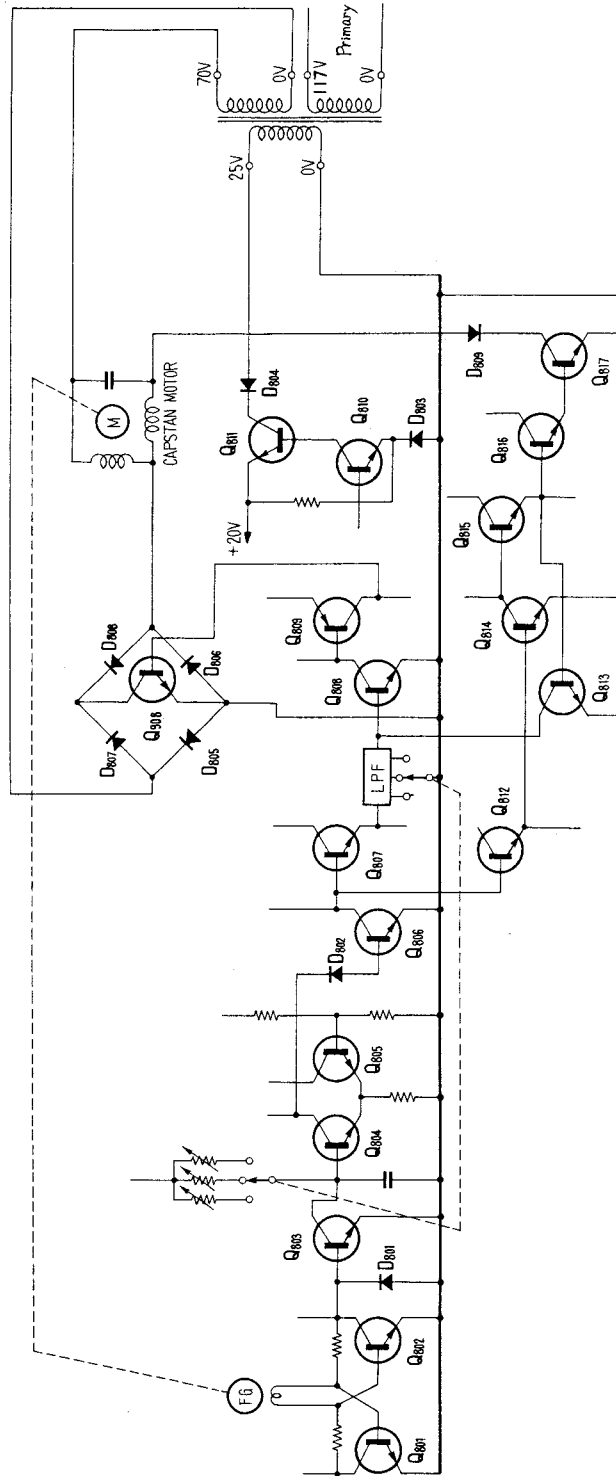 FG
Q801
Q802
D801
Q803
Q804
Q805
D802
Q806
Q807
LPF
Q808
Q809
Q812
Q813
Q814
Q815
Q816
Q817
D809
D807
D808
D805
D806
Q908
M
CAPSTAN MOTOR
+20V
Q811
D804
Q810
D803
25V
0V
70V
0V
117V
0V
Primary